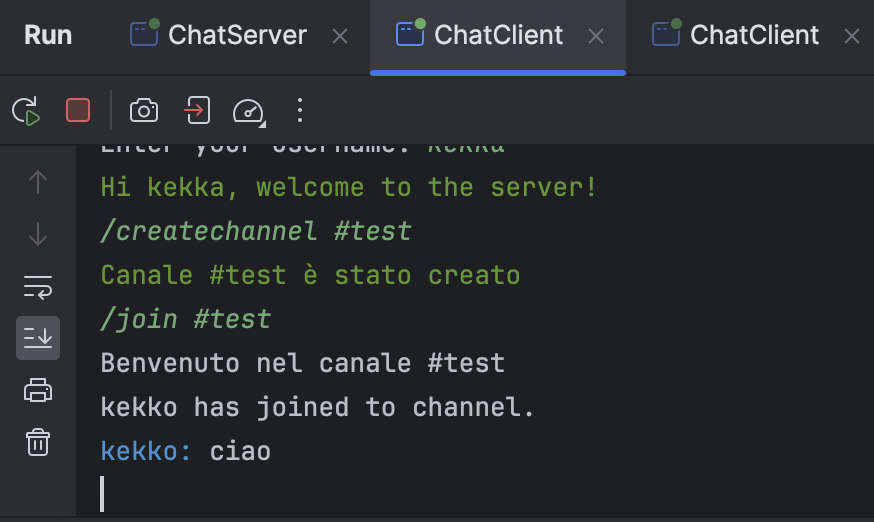 Run ChatServer ChatClient ChatClient
Enter your username: kekka
Hi kekka, welcome to the server!
/createchannel #test
Canale #test è stato creato
/join #test
Benvenuto nel canale #test
kekko has joined to channel.
kekko: ciao